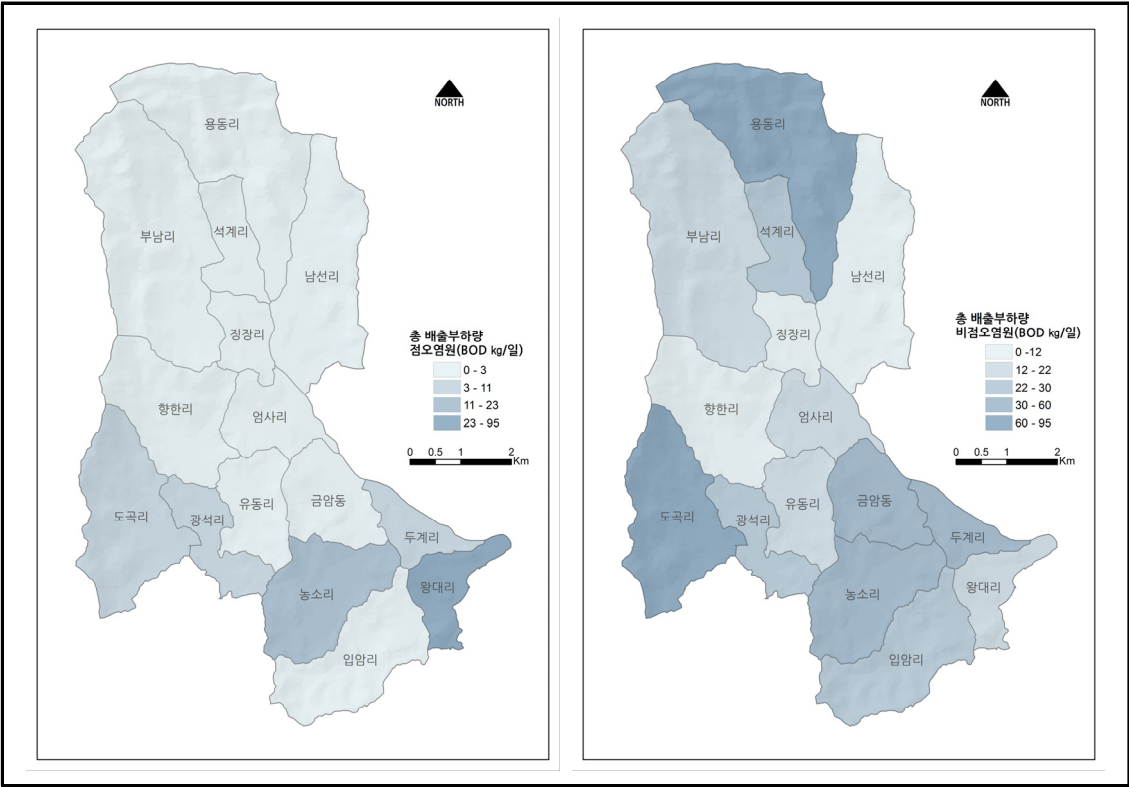 NORTH
용동리
부남리
석계리
남선리
징장리
총 배출부하량
점오염원(BOD kg/일)
0 - 3
3 - 11
11 - 23
23 - 95
향한리
엄사리
0 0.5 1 2
Km
유동리
금암동
도곡리
광석리
두계리
왕대리
농소리
입암리
NORTH
용동리
부남리
석계리
남선리
징장리
총 배출부하량
비점오염원(BOD kg/일)
0 -12
12 - 22
22 - 30
30 - 60
60 - 95
향한리
엄사리
0 0.5 1 2
Km
유동리
금암동
도곡리
광석리
두계리
왕대리
농소리
입암리